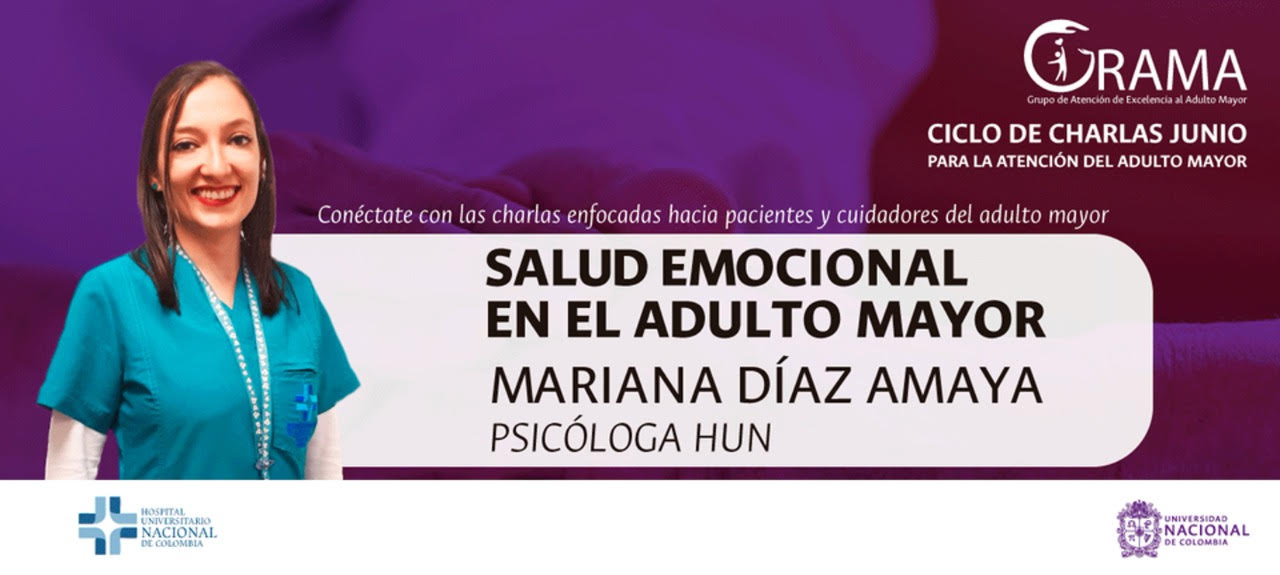 GRAMA
Grupo de Atención de Excelencia al Adulto Mayor
CICLO DE CHARLAS JUNIO
PARA LA ATENCIÓN DEL ADULTO MAYOR
Conéctate con las charlas enfocadas hacia pacientes y cuidadores del adulto mayor
SALUD EMOCIONAL
EN EL ADULTO MAYOR
MARIANA DÍAZ AMAYA
PSICÓLOGA HUN
HOSPITAL
UNIVERSITARIO
NACIONAL
DE COLOMBIA
UNIVERSIDAD
NACIONAL
DE COLOMBIA